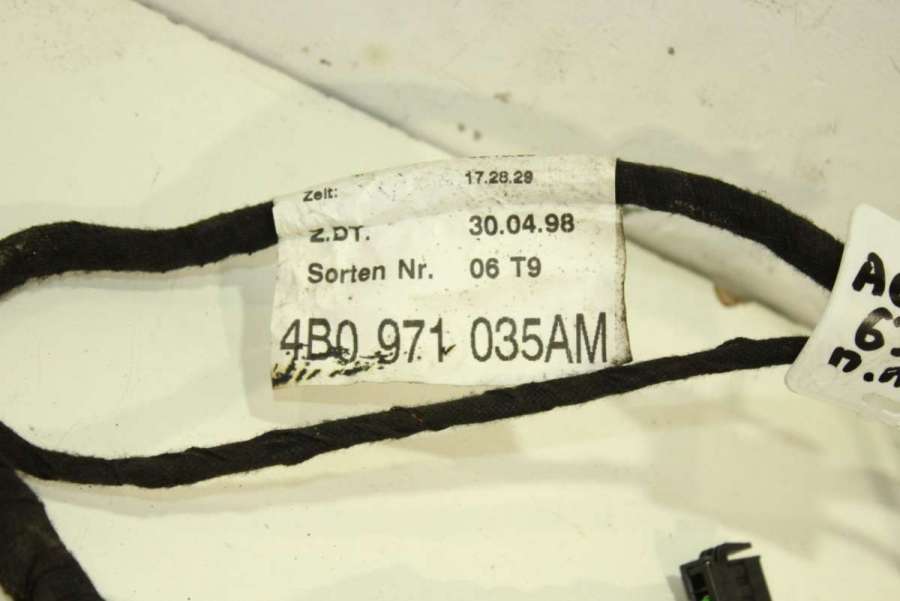 17.28.29
Zeit:
Z.DT. 30.04.98
Sorten Nr. 06 T9
4B0 971 035AM
n.